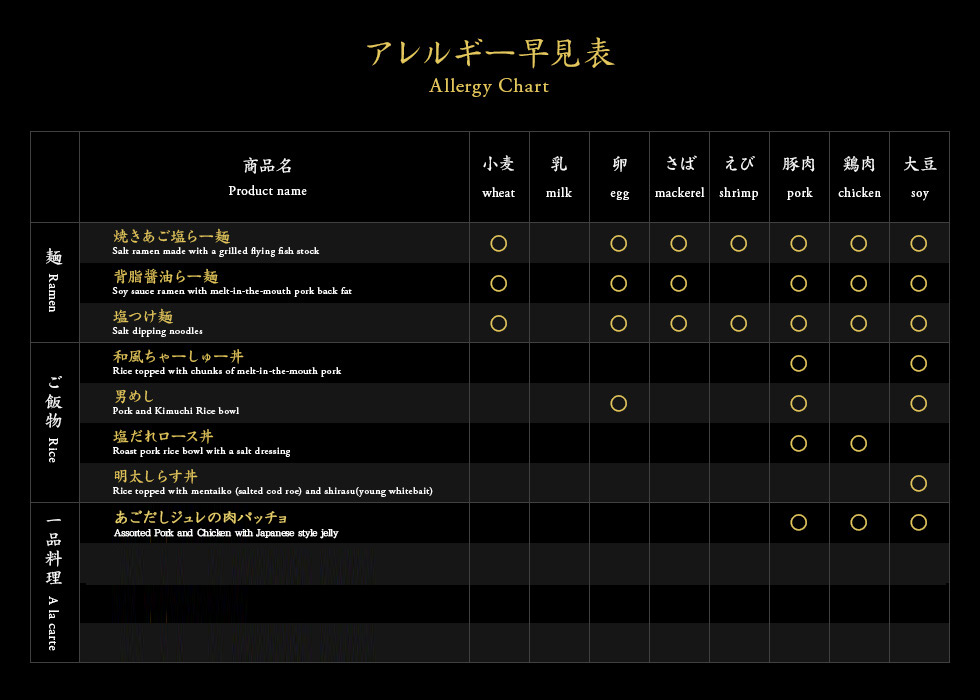 アレルギー早見表
Allergy Chart
商品名
Product name
小麦
wheat
乳
milk
卵
egg
さば
mackerel
えび
shrimp
豚肉
pork
鶏肉
chicken
大豆
soy
麺 Ramen
焼きあご塩らー麺
Salt ramen made with a grilled flying fish stock
背脂醤油らー麺
Soy sauce ramen with melt-in-the-mouth pork back fat
塩つけ麺
Salt dipping noodles
ご飯物 Rice
和風ちゃーしゅー丼
Rice topped with chunks of melt-in-the-mouth pork
男めし
Pork and Kimuchi Rice bowl
塩だれロース丼
Roast pork rice bowl with a salt dressing
明太しらす丼
Rice topped with mentaiko (salted cod roe) and shirasu(young whitebait)
一品料理 A la carte
あごだしジュレの肉パッチョ
Assorted Pork and Chicken with Japanese style jelly